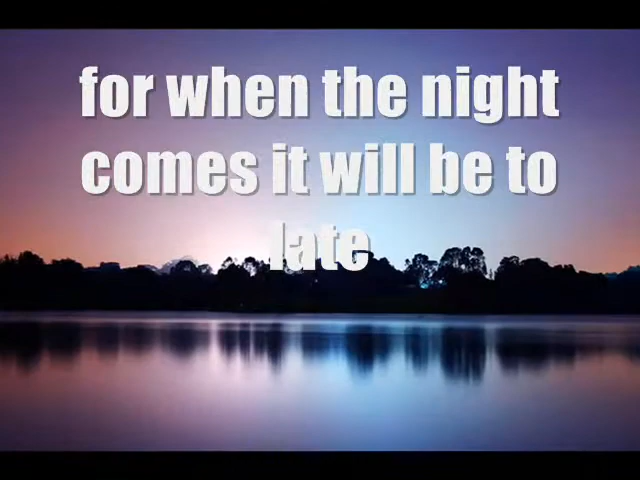 for when the night
comes it will be to
late